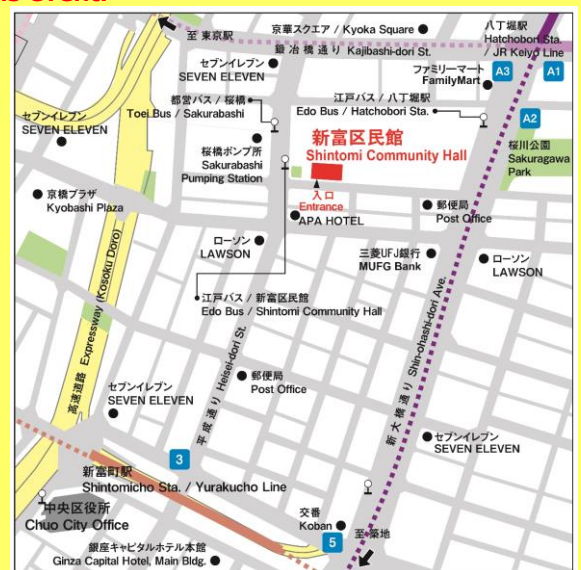 至 東京駅
京華スクエア / Kyoka Square
鍛冶橋通り Kajibashi-dori St.
八丁堀駅
Hatchobori Sta.
/ JR Keiyo Line
セブンイレブン
SEVEN ELEVEN
ファミリーマート
FamilyMart
A3
A1
都営バス / 桜橋
Toei Bus / Sakurabashi
江戸バス / 八丁堀駅
Edo Bus / Hatchobori Sta.
A2
セブンイレブン
SEVEN ELEVEN
新富区民館
Shintomi Community Hall
桜川公園
Sakuragawa
Park
桜橋ポンプ所
Sakurabashi
Pumping Station
入口
Entrance
京橋プラザ
Kyobashi Plaza
APA HOTEL
郵便局
Post Office
ローソン
LAWSON
三菱UFJ銀行
MUFG Bank
ローソン
LAWSON
江戸バス / 新富区民館
Edo Bus / Shintomi Community Hall
高速道路 Expressway (Kosoku Doro)
平成通り Heisei-dori St.
新大橋通り Shin-ohashi-dori Ave.
郵便局
Post Office
セブンイレブン
SEVEN ELEVEN
セブンイレブン
SEVEN ELEVEN
3
新富町駅
Shintomicho Sta. / Yurakucho Line
中央区役所
Chuo City Office
交番
Koban
5
至 築地
銀座キャピタルホテル本館
Ginza Capital Hotel, Main Bldg.